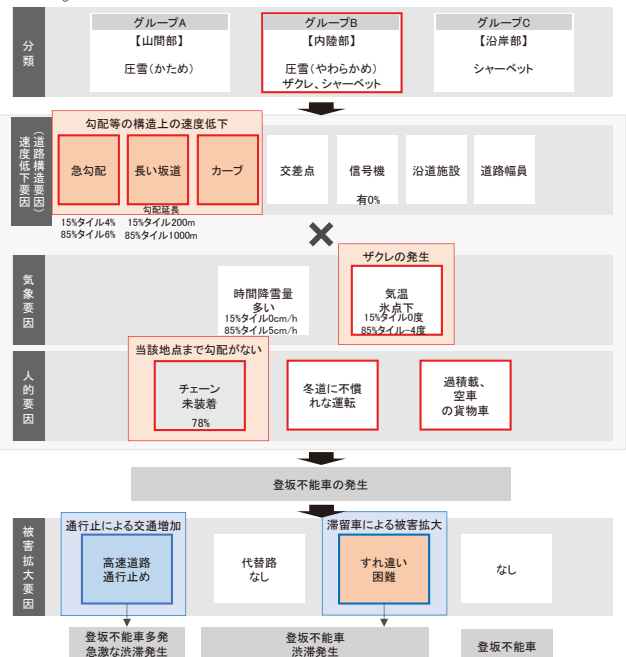 分類
グループA
【山間部】
圧雪(かため)
グループB
【内陸部】
圧雪(やわらかめ)
ザクレ、シャーベット
グループC
【沿岸部】
シャーベット
速度低下要因
(道路構造要因)
勾配等の構造上の速度低下
急勾配
長い坂道
カーブ
交差点
信号機
有0%
沿道施設
道路幅員
勾配延長
15%タイル4%
85%タイル6%
15%タイル200m
85%タイル1000m
気象要因
時間降雪量
多い
15%タイル0cm/h
85%タイル5cm/h
ザクレの発生
気温
氷点下
15%タイル0度
85%タイル-4度
人的要因
当該地点まで勾配がない
チェーン
未装着
78%
冬道に不慣
れな運転
過積載、
空車
の貨物車
登坂不能車の発生
被害拡大要因
通行止による交通増加
高速道路
通行止め
代替路
なし
滞留車による被害拡大
すれ違い
困難
なし
登坂不能車多発
急激な渋滞発生
登坂不能車
渋滞発生
登坂不能車